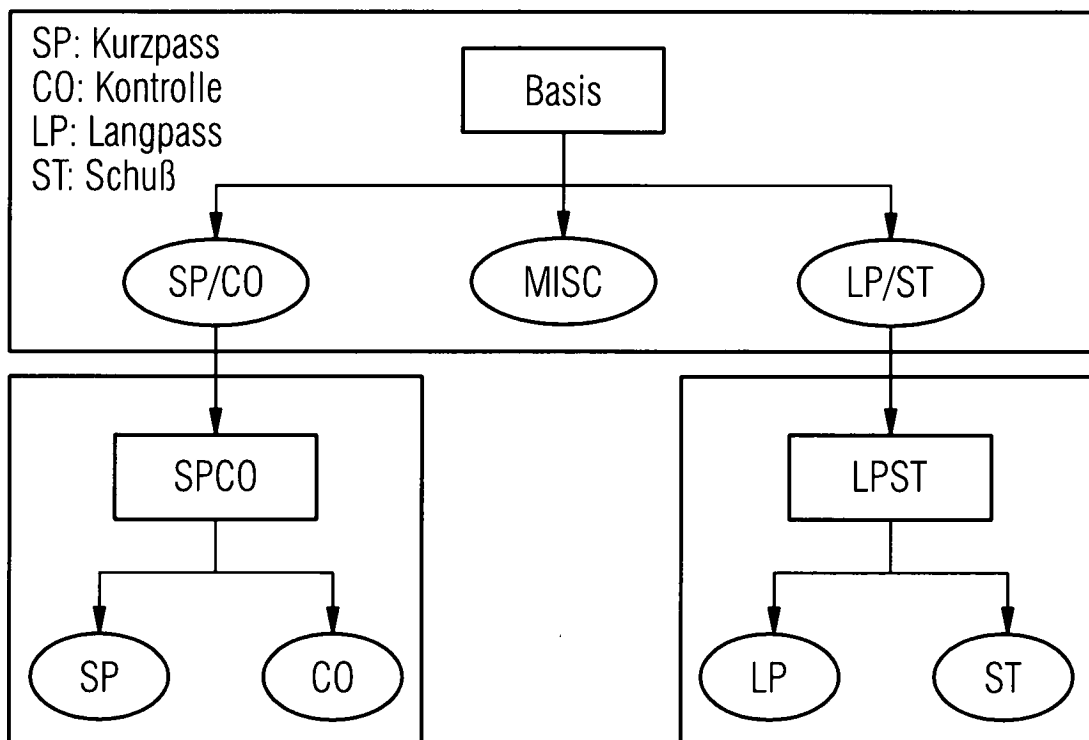 SP: Kurzpass
CO: Kontrolle
LP: Langpass
ST: Schuß
Basis
SP/CO
MISC
LP/ST
SPCO
LPST
SP
CO
LP
ST